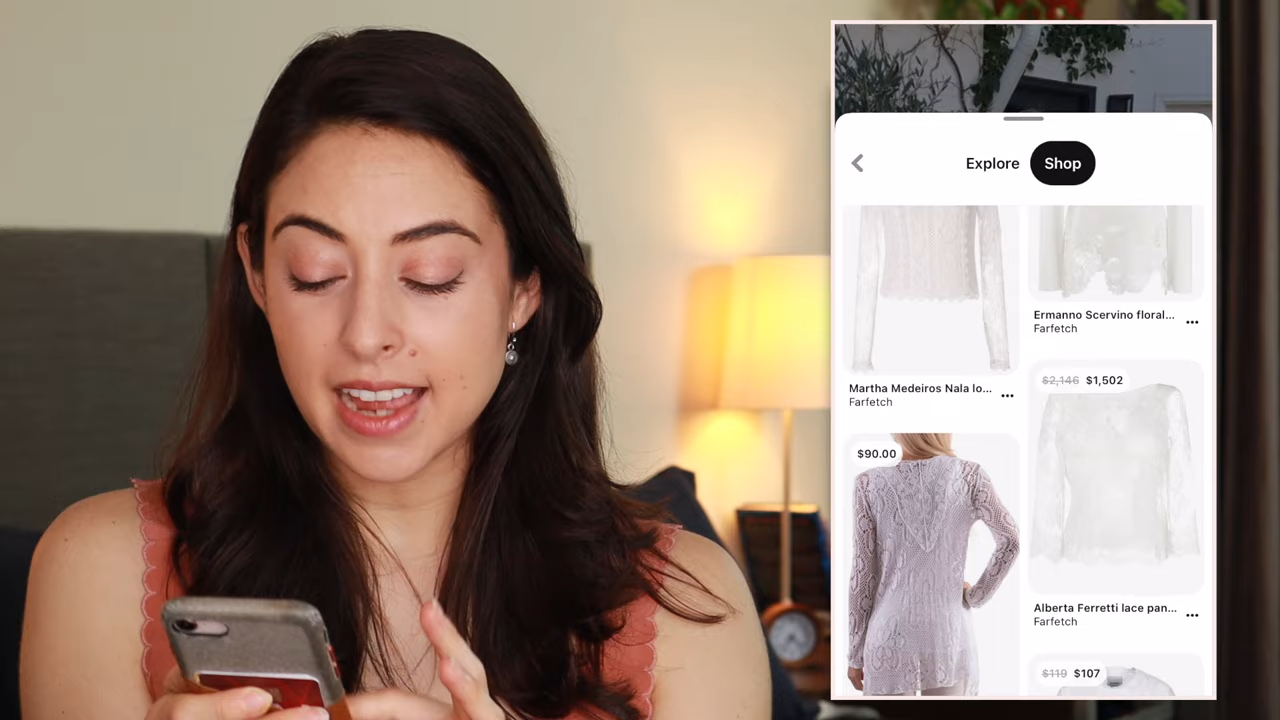 Explore Shop
Martha Medeiros Nala lo...
Farfetch
$90.00
Ermanno Scervino floral...
Farfetch
$2,146 $1,502
Alberta Ferretti lace pan...
Farfetch
$119 $107